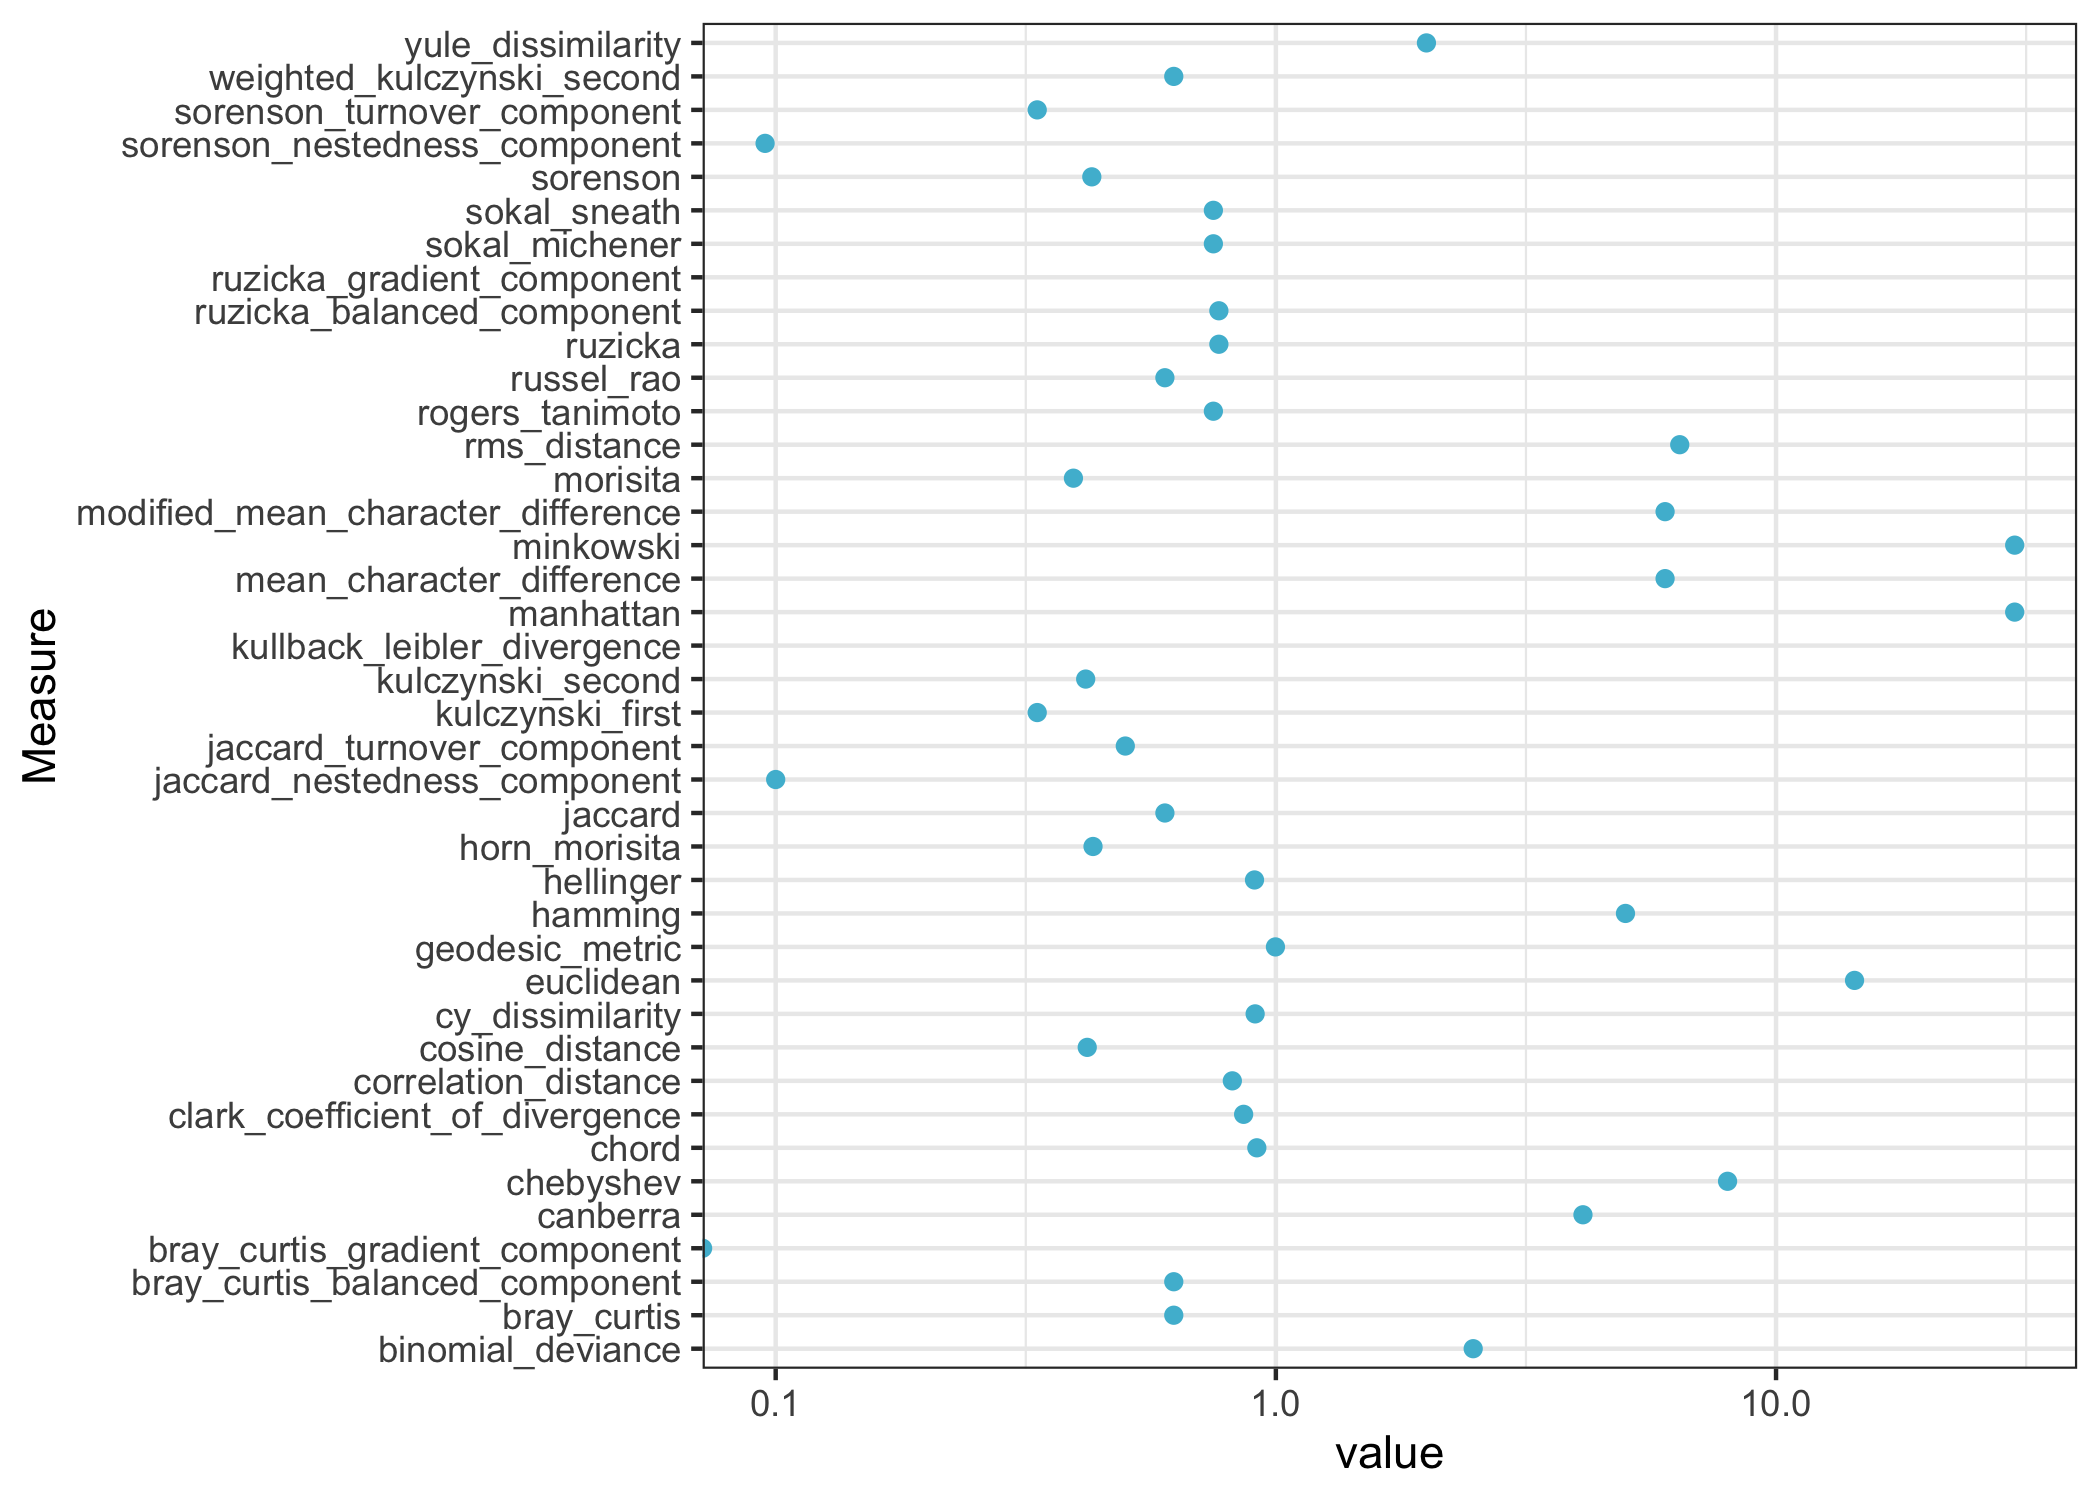 yule_dissimilarity
weighted_kulczynski_second
sorenson_turnover_component
sorenson_nestedness_component
sorenson
sokal_sneath
sokal_michener
ruzicka_gradient_component
ruzicka_balanced_component
ruzicka
russel_rao
rogers_tanimoto
rms_distance
morisita
modified_mean_character_difference
minkowski
mean_character_difference
manhattan
kullback_leibler_divergence
kulczynski_second
kulczynski_first
jaccard_turnover_component
jaccard_nestedness_component
jaccard
horn_morisita
hellinger
hamming
geodesic_metric
euclidean
cy_dissimilarity
cosine_distance
correlation_distance
clark_coefficient_of_divergence
chord
chebyshev
canberra
bray_curtis_gradient_component
bray_curtis_balanced_component
bray_curtis
binomial_deviance
Measure
0.1 1.0 10.0
value